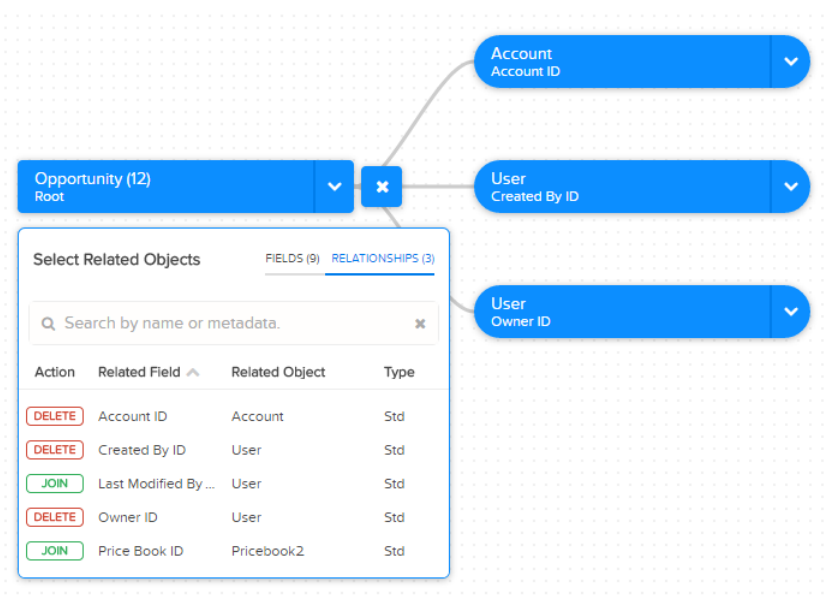 Account
Account ID
Opportunity (12)
Root
User
Created By ID
User
Owner ID
Select Related Objects FIELDS (9) RELATIONSHIPS (3)
Search by name or metadata.
Action Related Field Related Object Type
DELETE Account ID Account Std
DELETE Created By ID User Std
JOIN Last Modified By ... User Std
DELETE Owner ID User Std
JOIN Price Book ID Pricebook2 Std